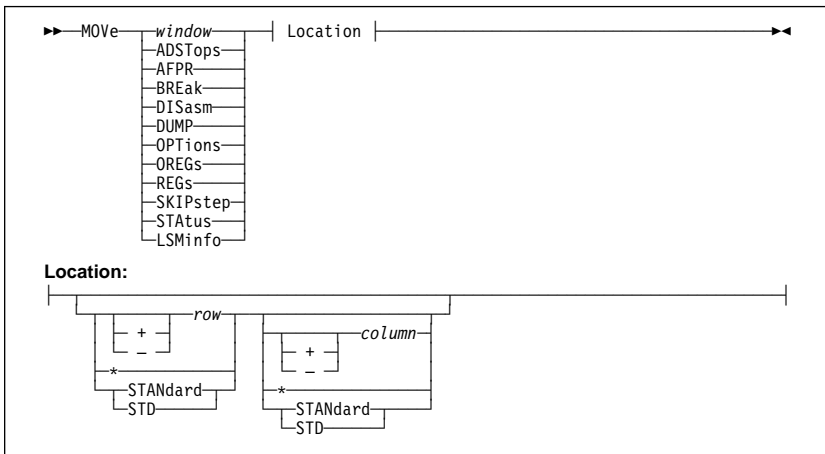 MOVe window Location
ADSTops
AFPR
BREak
DISasm
DUMP
OPTions
OREGs
REGs
SKIPstep
STAtus
LSMinfo
Location:
row
+ column
– +
–
* *
STANdard STANdard
STD STD